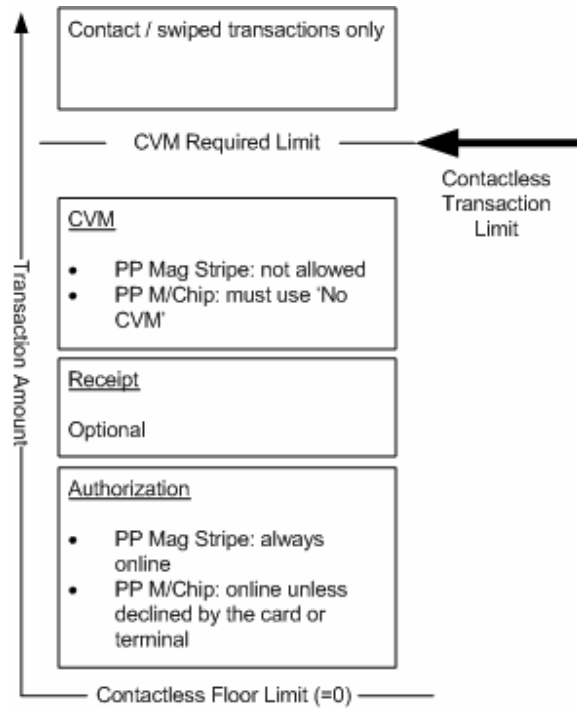 Contact / swiped transactions only
CVM Required Limit
Contactless
Transaction
Limit
Transaction Amount
CVM
• PP Mag Stripe: not allowed
• PP M/Chip: must use ‘No
CVM’
Receipt
Optional
Authorization
• PP Mag Stripe: always
online
• PP M/Chip: online unless
declined by the card or
terminal
Contactless Floor Limit (=0)